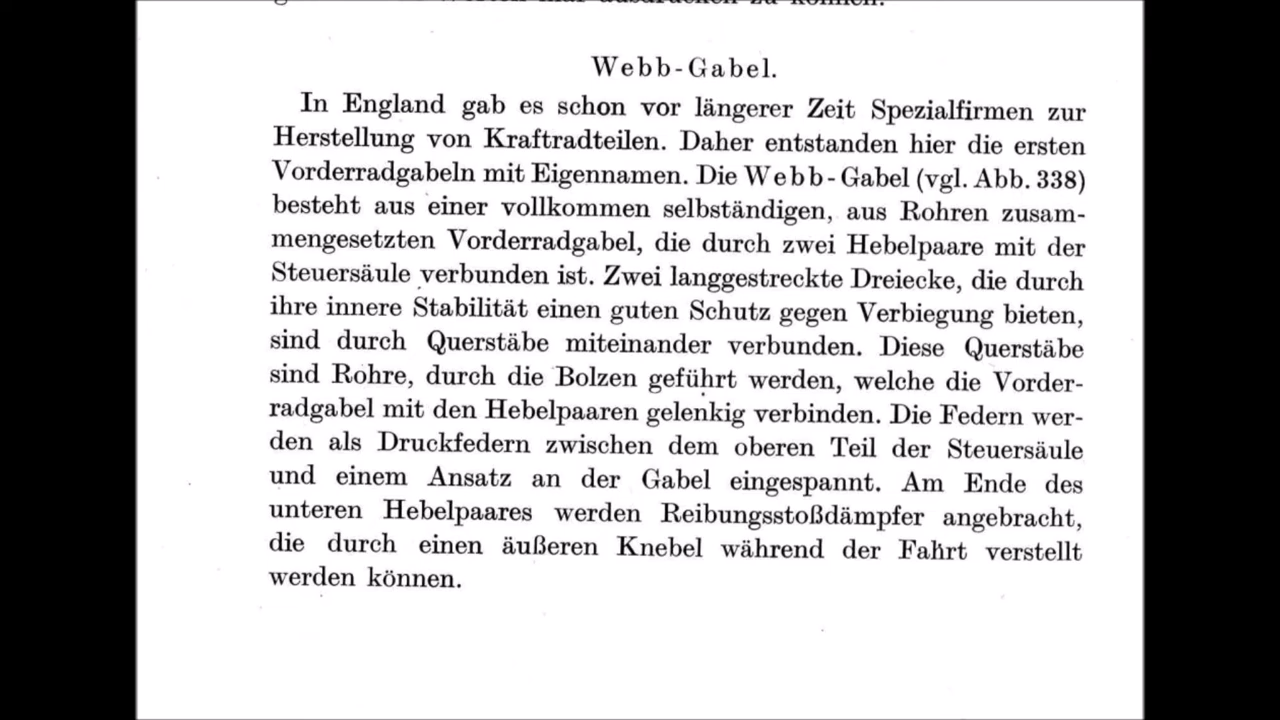 Webb-Gabel.
In England gab es schon vor längerer Zeit Spezialfirmen zur
Herstellung von Kraftradteilen. Daher entstanden hier die ersten
Vorderradgabeln mit Eigennamen. Die Webb-Gabel (vgl. Abb. 338)
besteht aus einer vollkommen selbständigen, aus Rohren zusam-
mengesetzten Vorderradgabel, die durch zwei Hebelpaare mit der
Steuersäule verbunden ist. Zwei langgestreckte Dreiecke, die durch
ihre innere Stabilität einen guten Schutz gegen Verbiegung bieten,
sind durch Querstäbe miteinander verbunden. Diese Querstäbe
sind Rohre, durch die Bolzen geführt werden, welche die Vorder-
radgabel mit den Hebelpaaren gelenkig verbinden. Die Federn wer-
den als Druckfedern zwischen dem oberen Teil der Steuersäule
und einem Ansatz an der Gabel eingespannt. Am Ende des
unteren Hebelpaares werden Reibungsstoßdämpfer angebracht,
die durch einen äußeren Knebel während der Fahrt verstellt
werden können.